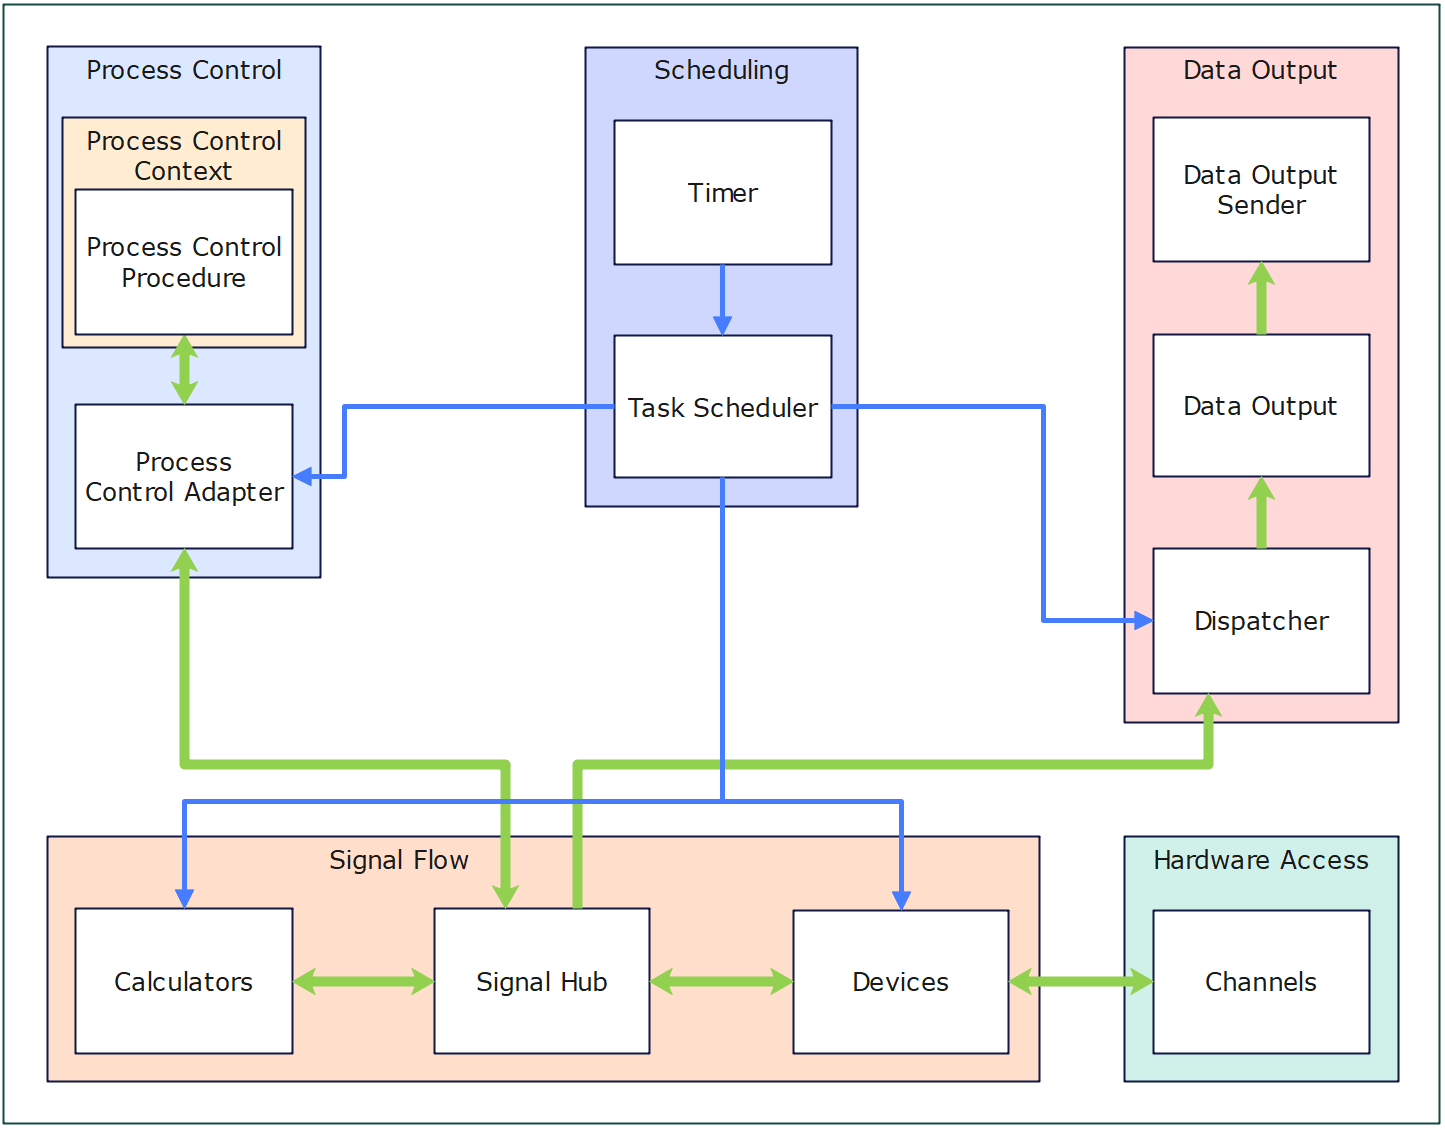 Process Control
Process Control
Context
Process Control
Procedure
Process
Control Adapter
Scheduling
Timer
Task Scheduler
Data Output
Data Output
Sender
Data Output
Dispatcher
Signal Flow
Calculators
Signal Hub
Devices
Hardware Access
Channels